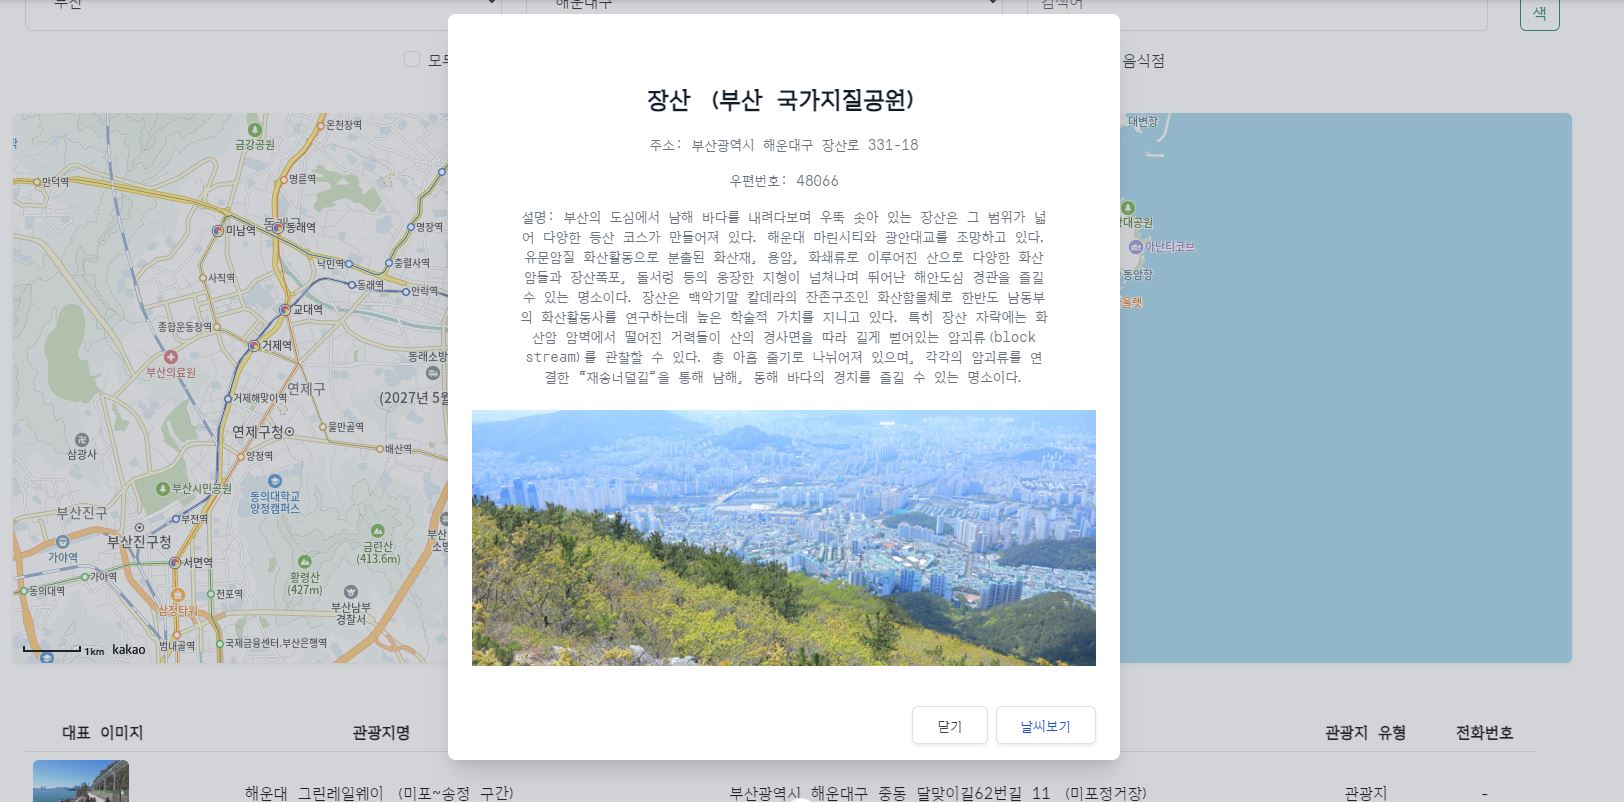 부산
해운대구
검색어
색
음식점
장산 (부산 국가지질공원)
주소: 부산광역시 해운대구 장산로 331-18
우편번호: 48066
설명: 부산의 도심에서 남해 바다를 내려다보며 우뚝 솟아 있는 장산은 그 범위가 넓
어 다양한 등산 코스가 만들어져 있다. 해운대 마린시티와 광안대교를 조망하고 있다.
유문암질 화산활동으로 분출된 화산재, 용암, 화쇄류로 이루어진 산으로 다양한 화산
암들과 장산폭포, 돌서렁 등의 웅장한 지형이 넘쳐나며 뛰어난 해안도심 경관을 즐길
수 있는 명소이다. 장산은 백악기말 칼데라의 잔존구조인 화산함몰체로 한반도 남동부
의 화산활동사를 연구하는데 높은 학술적 가치를 지니고 있다. 특히 장산 자락에는 화
산암 암벽에서 떨어진 거력들이 산의 경사면을 따라 길게 뻗어있는 암괴류(block
stream)를 관찰할 수 있다. 총 아홉 줄기로 나뉘어져 있으며, 각각의 암괴류를 연
결한 "재송너덜길"을 통해 남해, 동해 바다의 경치를 즐길 수 있는 명소이다.
닫기
날씨보기
온천장역
금강공원
만덕역
명륜역
동래구
미남역
동래역
명장역
낙민역
충렬사역
사직역
동래역
안락역
교대역
종합운동장역
거제역
동래소방
부산의료원
연제구
거제해맞이역
(2027년 5월
연제구청
물만골역
배산역
삼광사
양정역
부산시민공원
동의대학교
양정캠퍼스
부산진구
부전역
부산진구청
가야역
금련산
(413.6m)
서면역
가야역
황령산
(427m)
동의대역
전포역
부산남부
경찰서
삼정타워
범내골역
국제금융센터.부산은행역
1km
kakao
대변항
아난티코브
동암항
울렛
대표 이미지
관광지명
관광지 유형
전화번호
해운대 그린레일웨이 (미포~송정 구간)
부산광역시 해운대구 중동 달맞이길62번길 11 (미포정거장)
관광지
-